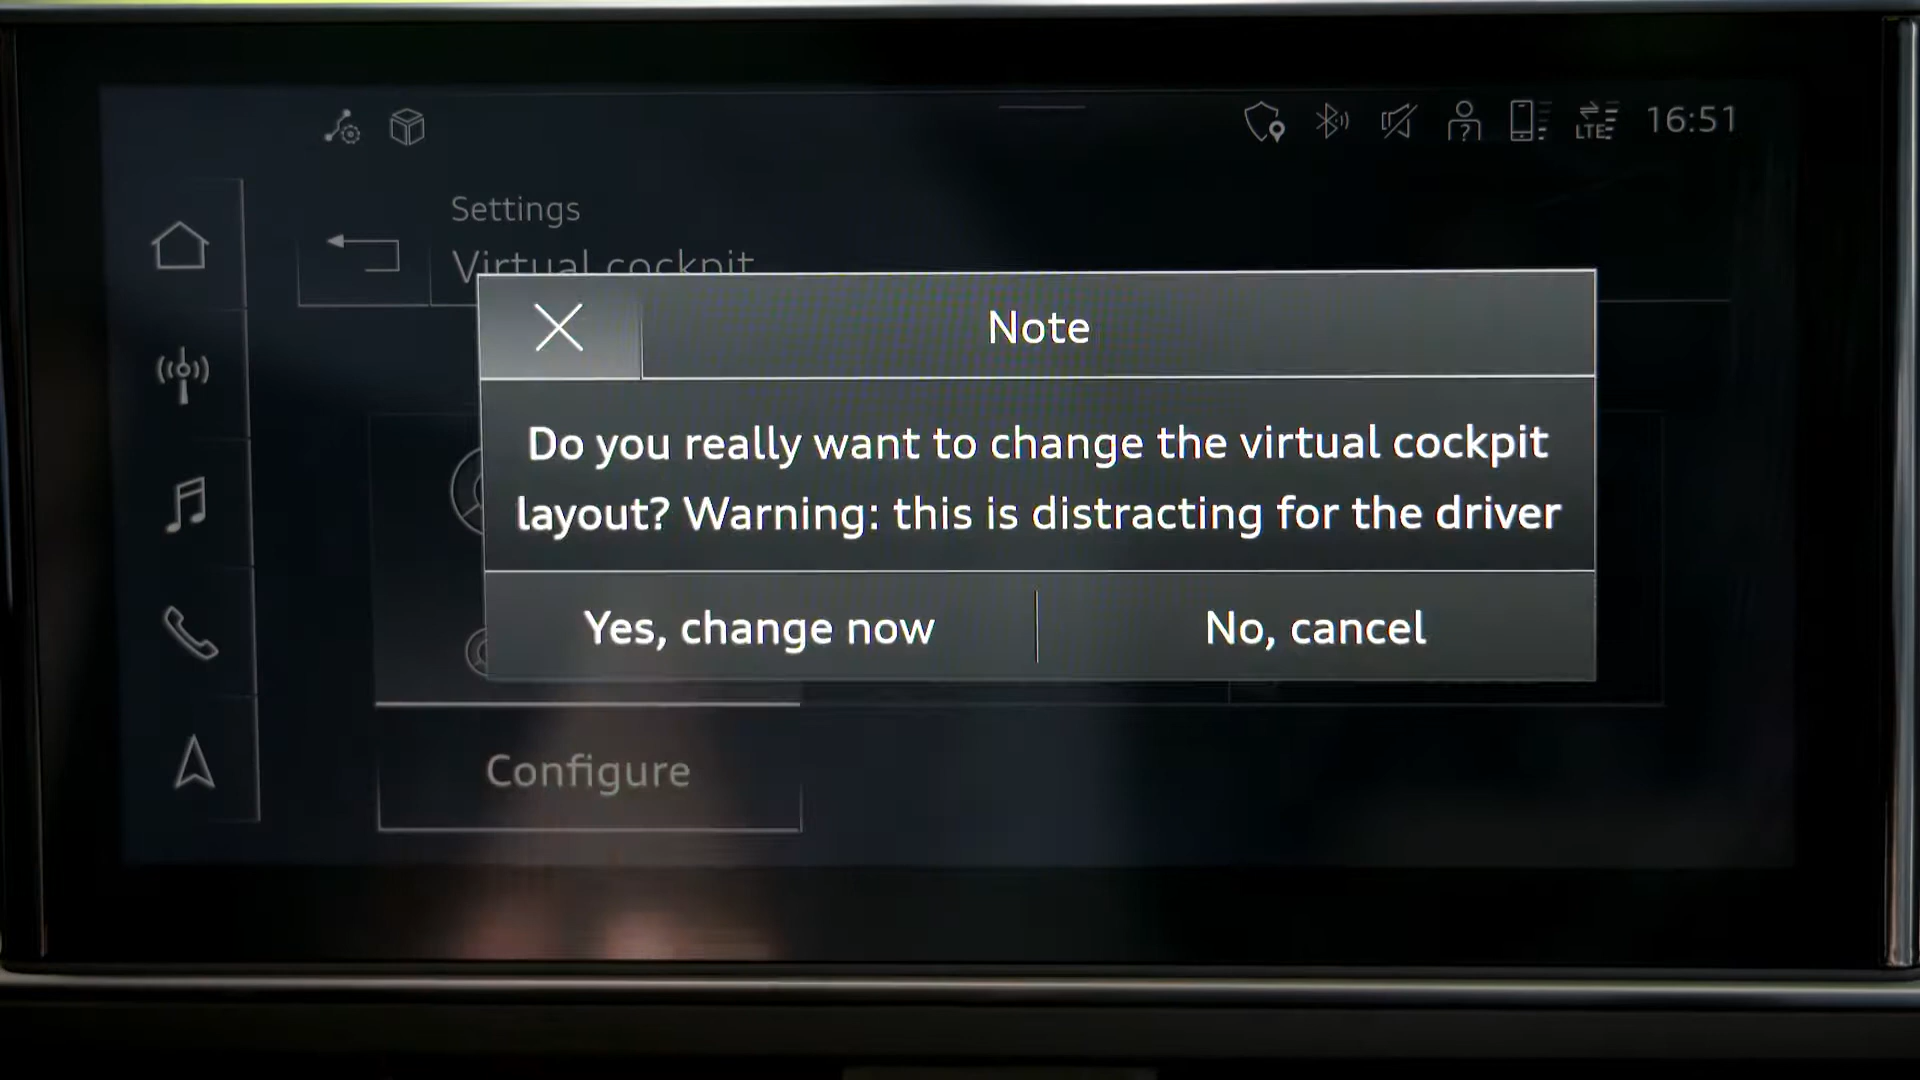 LTE 16:51
Settings
Virtual cockpit
Note
Do you really want to change the virtual cockpit
layout? Warning: this is distracting for the driver
Yes, change now
No, cancel
Configure